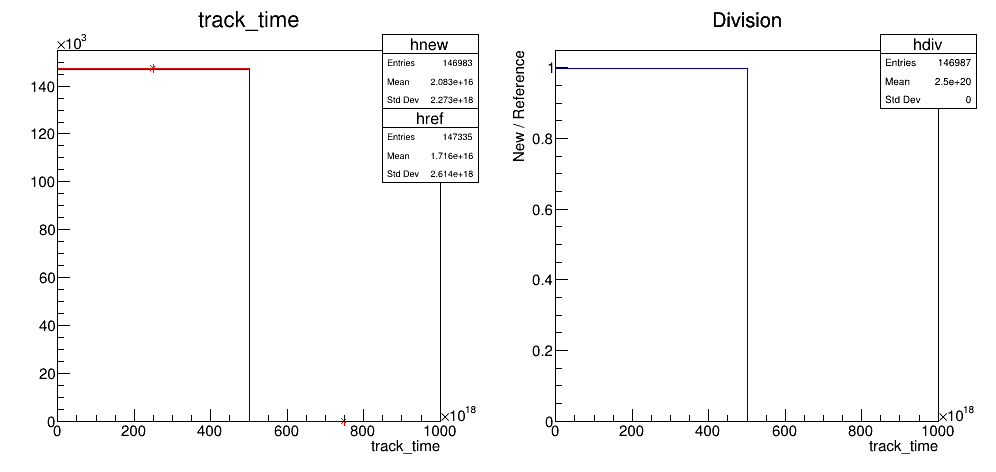 track_time
×10³
hnew
Entries 146983
Mean 2.083e+16
Std Dev 2.273e+18
href
Entries 147335
Mean 1.716e+16
Std Dev 2.614e+18
140
120
100
80
60
40
20
0
0 200 400 600 800 1000
×10¹⁸
track_time
Division
hdiv
Entries 146987
Mean 2.5e+20
Std Dev 0
New / Reference
1
0.8
0.6
0.4
0.2
0
0 200 400 600 800 1000
×10¹⁸
track_time